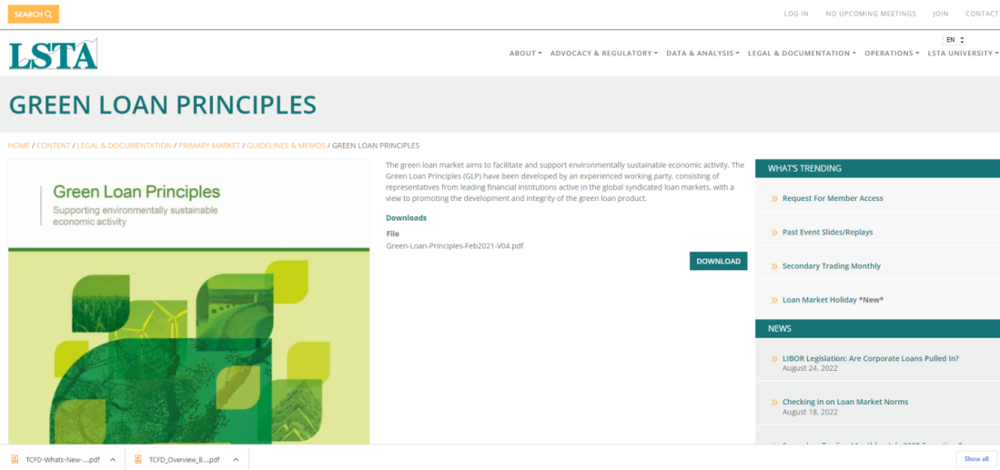 SEARCH
LOG IN NO UPCOMING MEETINGS JOIN CONTACT
EN
LSTA
ABOUT ADVOCACY & REGULATORY DATA & ANALYSIS LEGAL & DOCUMENTATION OPERATIONS LSTA UNIVERSITY
GREEN LOAN PRINCIPLES
HOME / CONTENT / LEGAL & DOCUMENTATION / PRIMARY MARKET / GUIDELINES & MEMOS / GREEN LOAN PRINCIPLES
Green Loan Principles
Supporting environmentally sustainable
economic activity
The green loan market aims to facilitate and support environmentally sustainable economic activity. The
Green Loan Principles (GLP) have been developed by an experienced working party, consisting of
representatives from leading financial institutions active in the global syndicated loan markets, with a
view to promoting the development and integrity of the green loan product.
Downloads
File
Green-Loan-Principles-Feb2021-V04.pdf
DOWNLOAD
WHAT'S TRENDING
Request For Member Access
Past Event Slides/Replays
Secondary Trading Monthly
Loan Market Holiday *New*
NEWS
LIBOR Legislation: Are Corporate Loans Pulled In?
August 24, 2022
Checking in on Loan Market Norms
August 18, 2022
TCFD-Whats-New-....pdf
TCFD_Overview_B....pdf
Show all